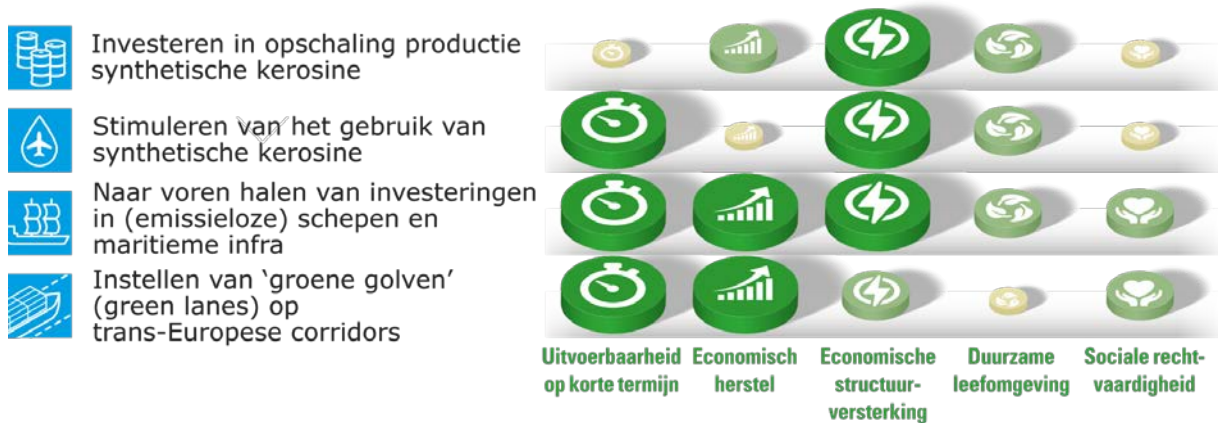 Investeren in opschaling productie
synthetische kerosine
Stimuleren van het gebruik van
synthetische kerosine
Naar voren halen van investeringen
in (emissieloze) schepen en
maritieme infra
Instellen van ‘groene golven’
(green lanes) op
trans-Europese corridors
Uitvoerbaarheid
op korte termijn
Economisch
herstel
Economische
structuur-
versterking
Duurzame
leefomgeving
Sociale recht-
vaardigheid